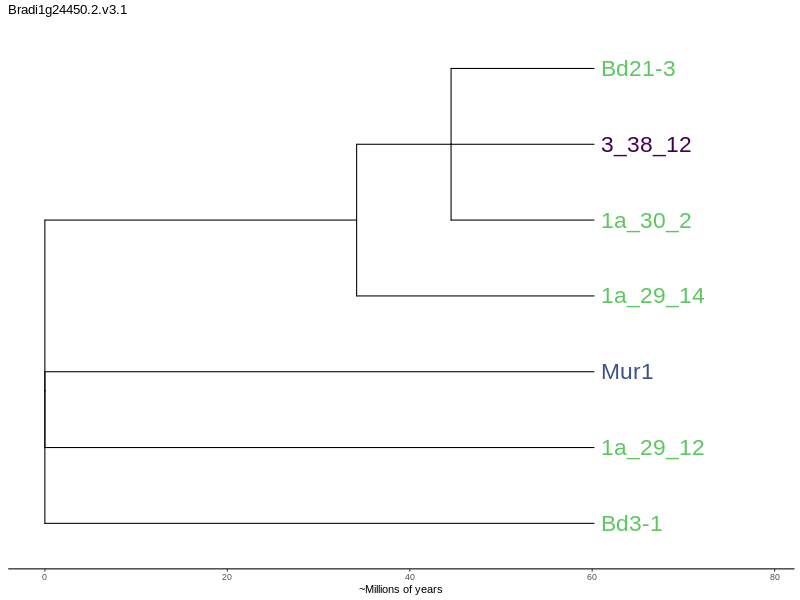 Bradi1g24450.2.v3.1
Bd21-3
3_38_12
1a_30_2
1a_29_14
Mur1
1a_29_12
Bd3-1
0 20 40 60 80
~Millions of years